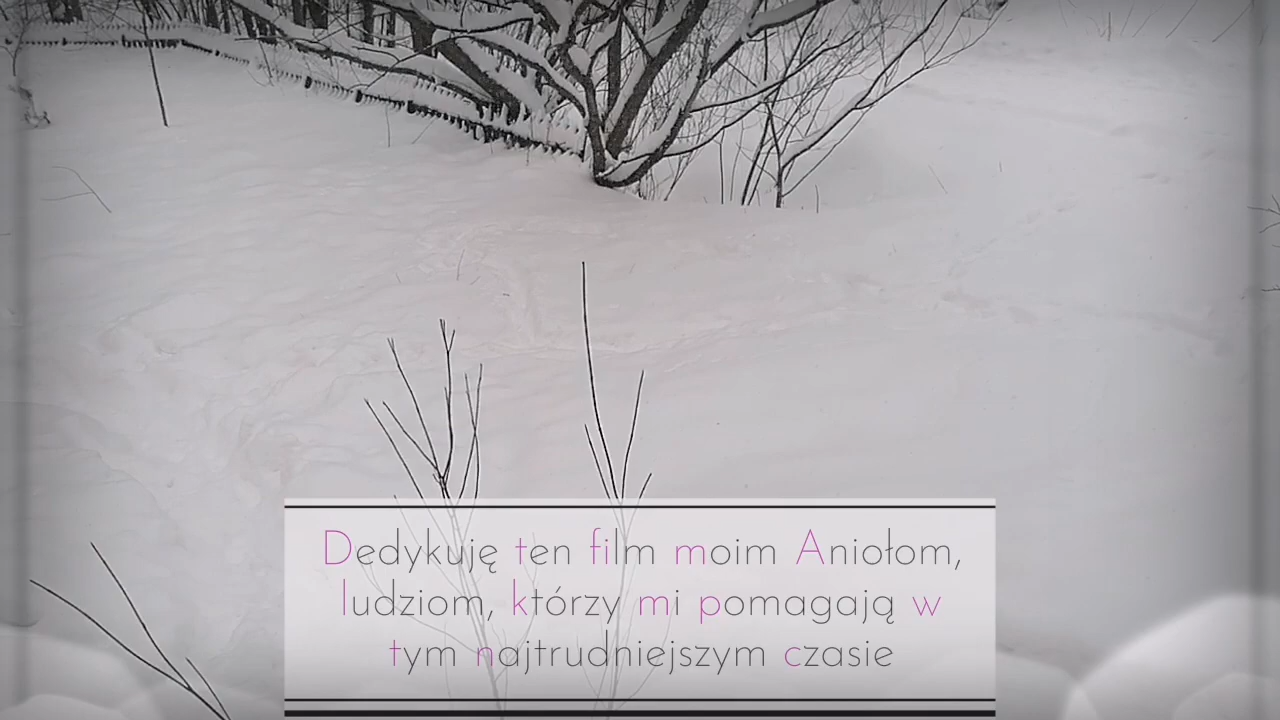 Dedykuję ten film moim Aniołom,
ludziom, którzy mi pomagają w
tym najtrudniejszym czasie